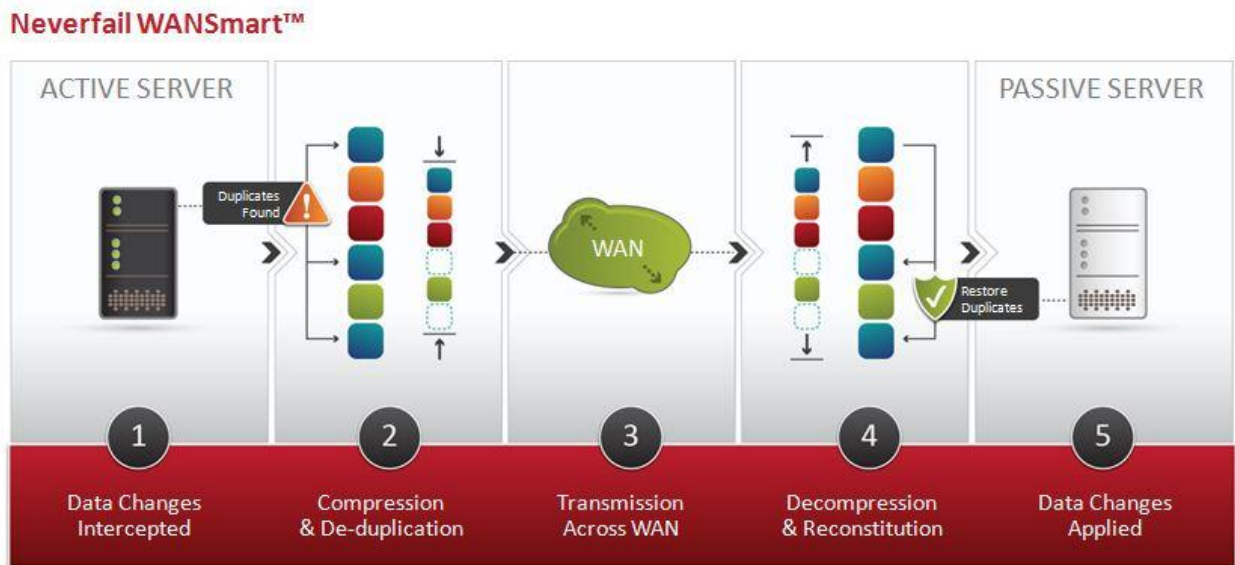 Neverfail WANSmart™
ACTIVE SERVER
PASSIVE SERVER
Duplicates
Found
WAN
Restore
Duplicates
1
2
3
4
5
Data Changes
Intercepted
Compression
& De-duplication
Transmission
Across WAN
Decompression
& Reconstitution
Data Changes
Applied